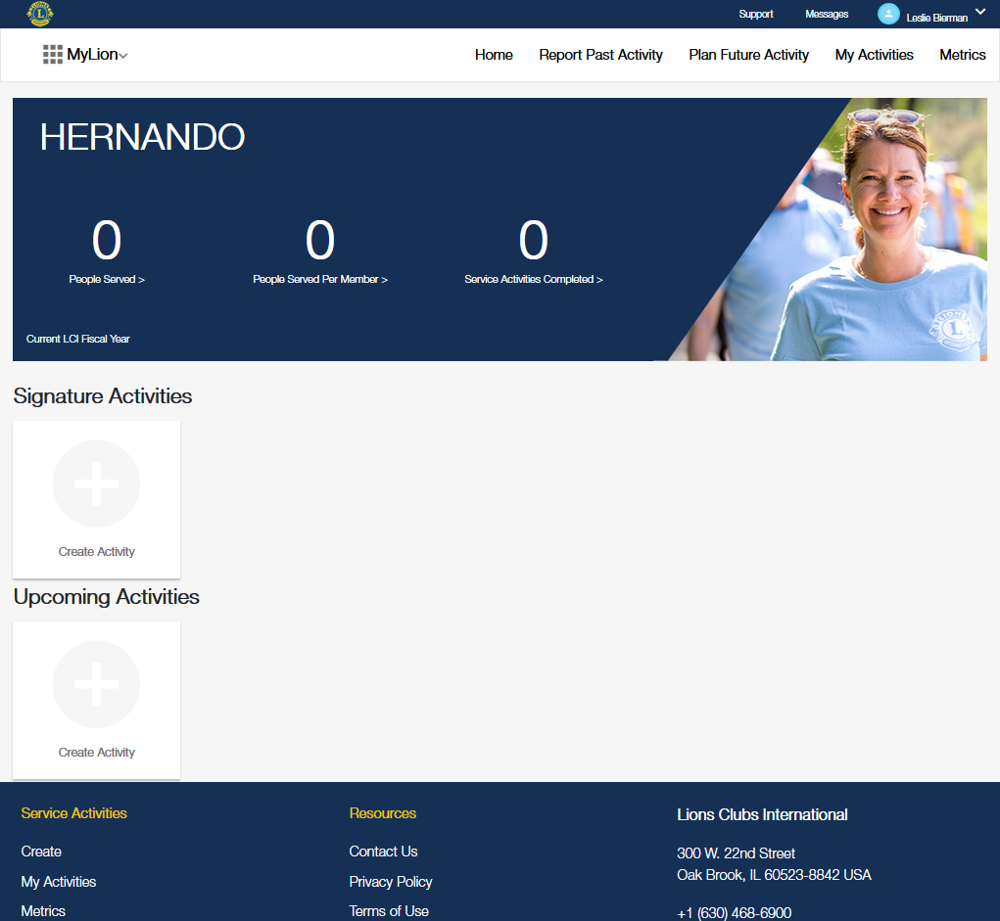 Support Messages Leslie Bierman
MyLion Home Report Past Activity Plan Future Activity My Activities Metrics
HERNANDO
0 0 0
People Served > People Served Per Member > Service Activities Completed >
Current LCI Fiscal Year
Signature Activities
Create Activity
Upcoming Activities
Create Activity
Service Activities Resources Lions Clubs International
Create Contact Us 300 W. 22nd Street
Oak Brook, IL 60523-8842 USA
My Activities Privacy Policy
Metrics Terms of Use +1 (630) 468-6900